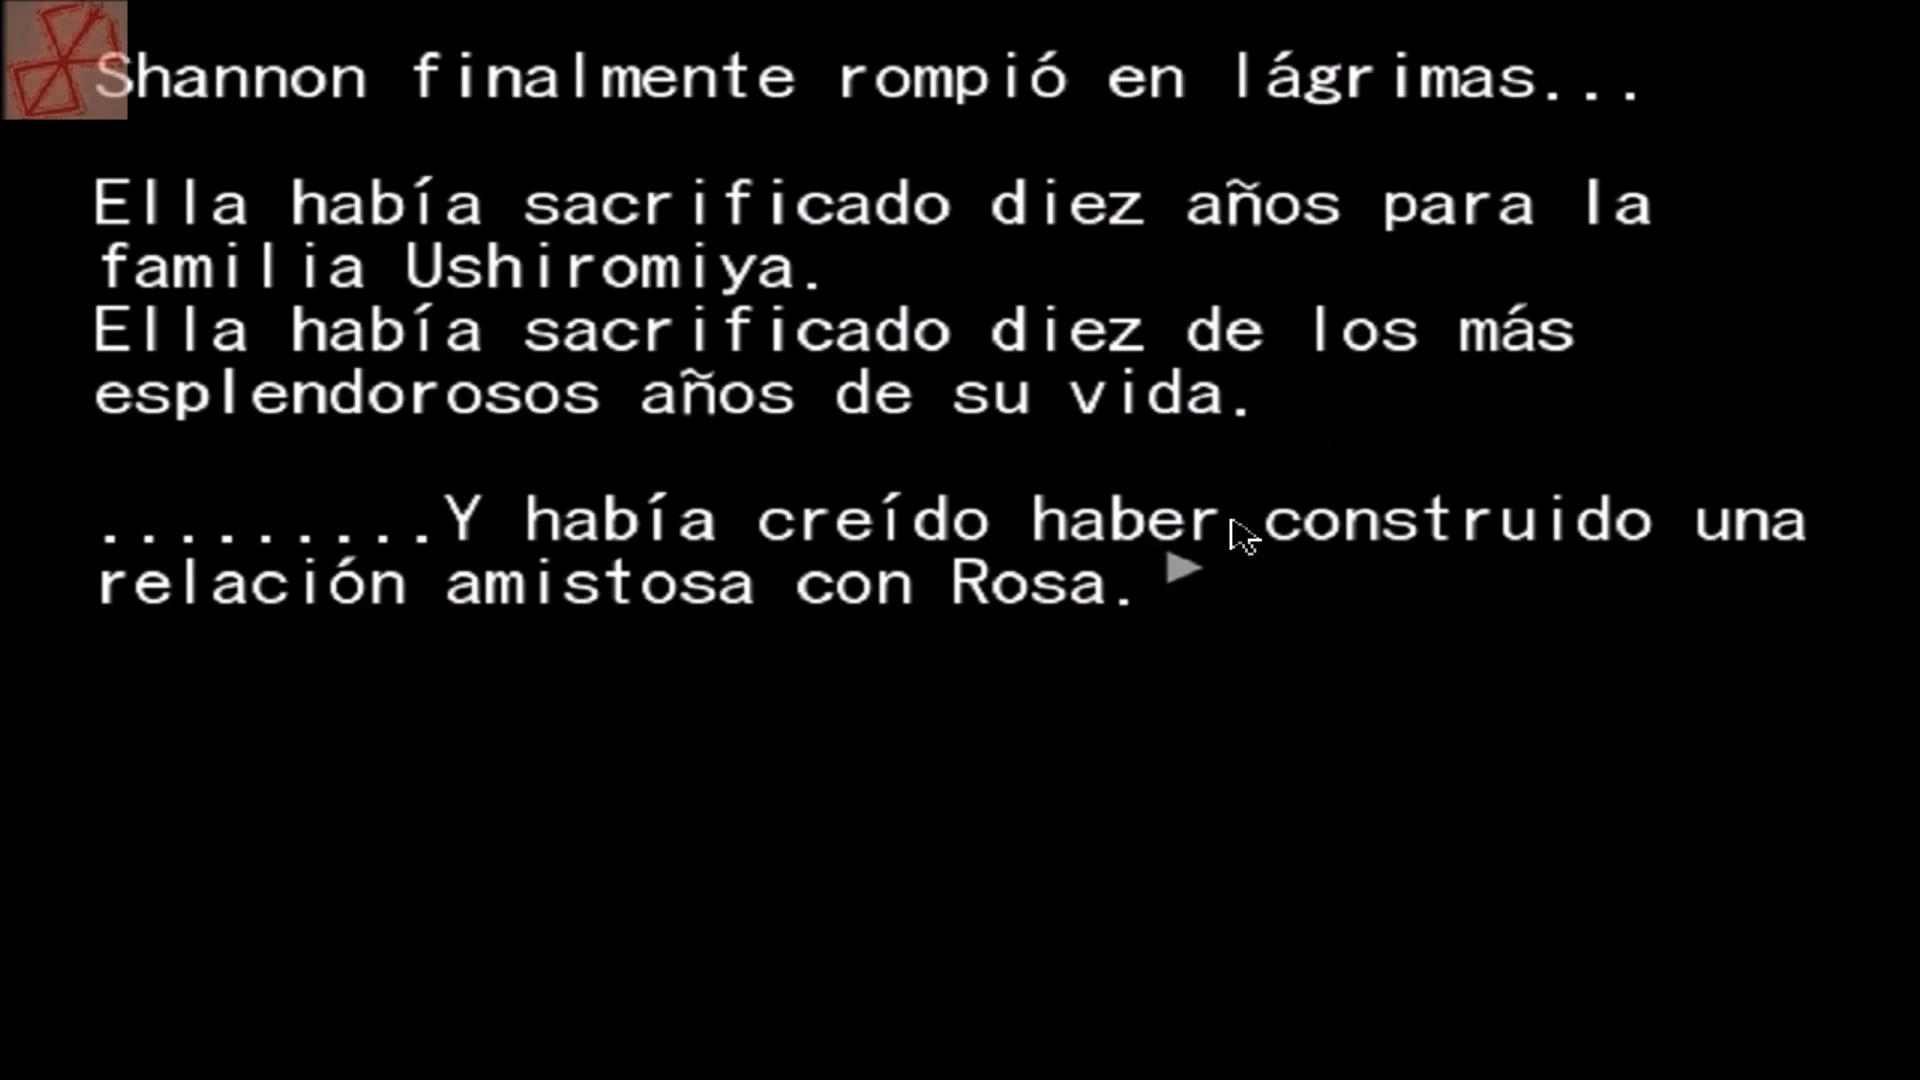 Shannon finalmente rompió en lágrimas...
Ella había sacrificado diez años para la
familia Ushiromiya.
Ella había sacrificado diez de los más
esplendorosos años de su vida.
.........Y había creído haber construido una
relación amistosa con Rosa.